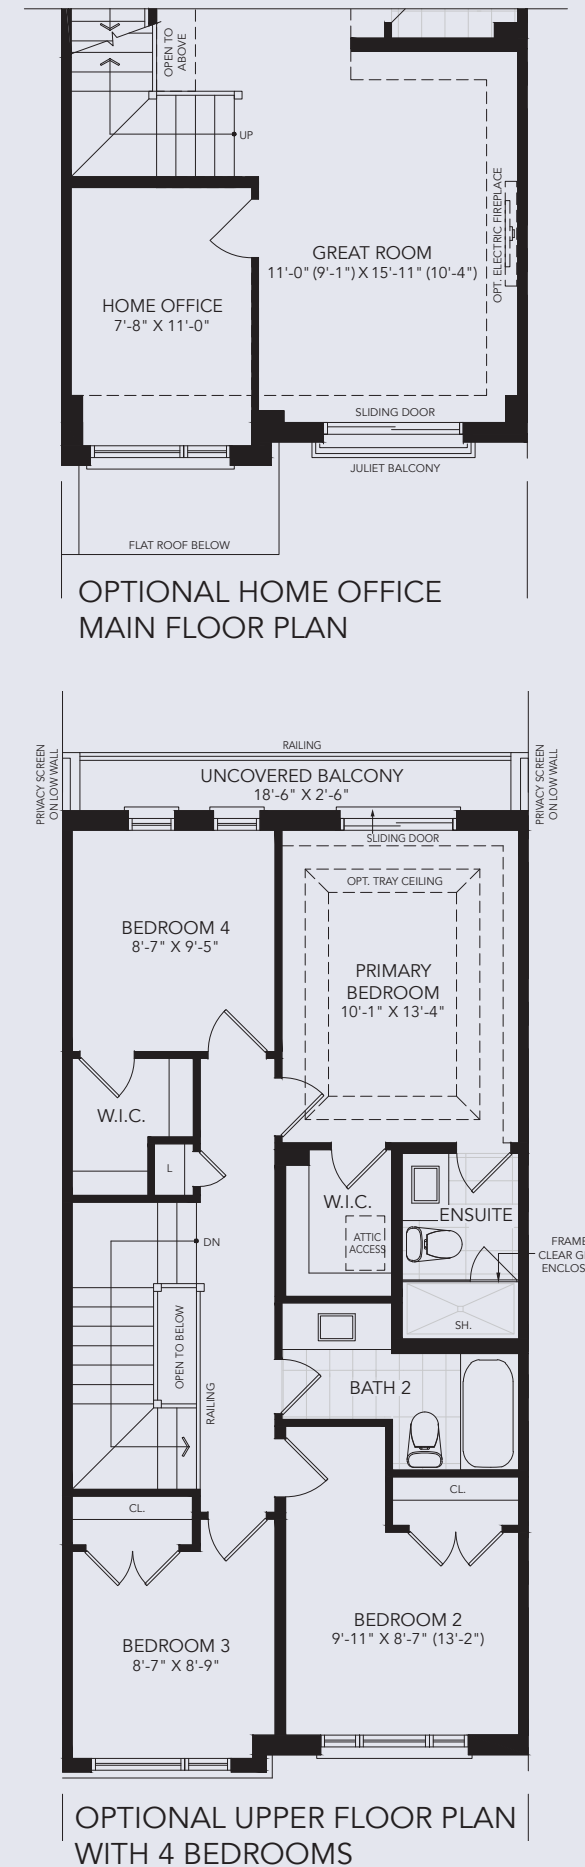 OPEN TO
ABOVE
UP
OPT. ELECTRIC FIREPLACE
GREAT ROOM
11'-0" (9'-1") X 15'-11" (10'-4")
HOME OFFICE
7'-8" X 11'-0"
SLIDING DOOR
JULIET BALCONY
FLAT ROOF BELOW
OPTIONAL HOME OFFICE
MAIN FLOOR PLAN
PRIVACY SCREEN
ON LOW WALL
RAILING
PRIVACY SCREEN
ON LOW WALL
UNCOVERED BALCONY
18'-6" X 2'-6"
SLIDING DOOR
OPT. TRAY CEILING
BEDROOM 4
8'-7" X 9'-5"
PRIMARY
BEDROOM
10'-1" X 13'-4"
W.I.C.
L
W.I.C.
ATTIC
ACCESS
ENSUITE
DN
FRAME
CLEAR G
ENCLOS
SH.
OPEN TO BELOW
RAILING
BATH 2
CL.
CL.
BEDROOM 2
9'-11" X 8'-7" (13'-2")
BEDROOM 3
8'-7" X 8'-9"
OPTIONAL UPPER FLOOR PLAN
WITH 4 BEDROOMS